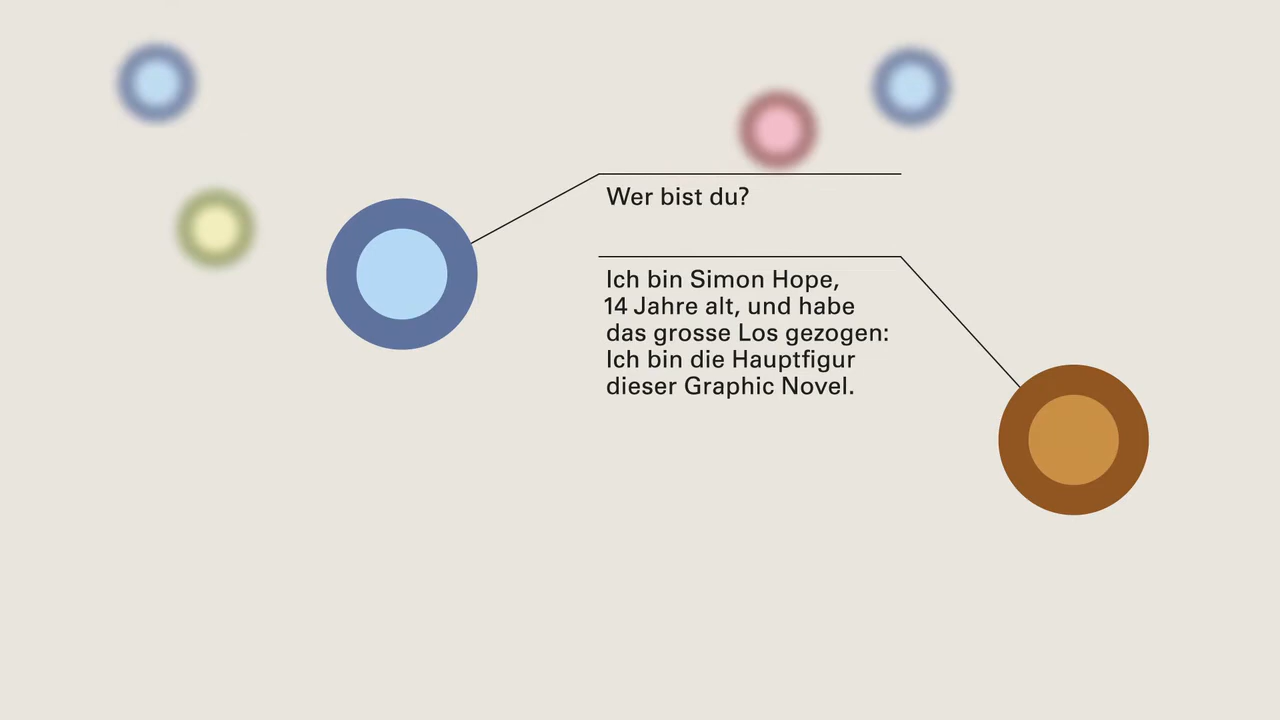 Wer bist du?
Ich bin Simon Hope,
14 Jahre alt, und habe
das grosse Los gezogen:
Ich bin die Hauptfigur
dieser Graphic Novel.